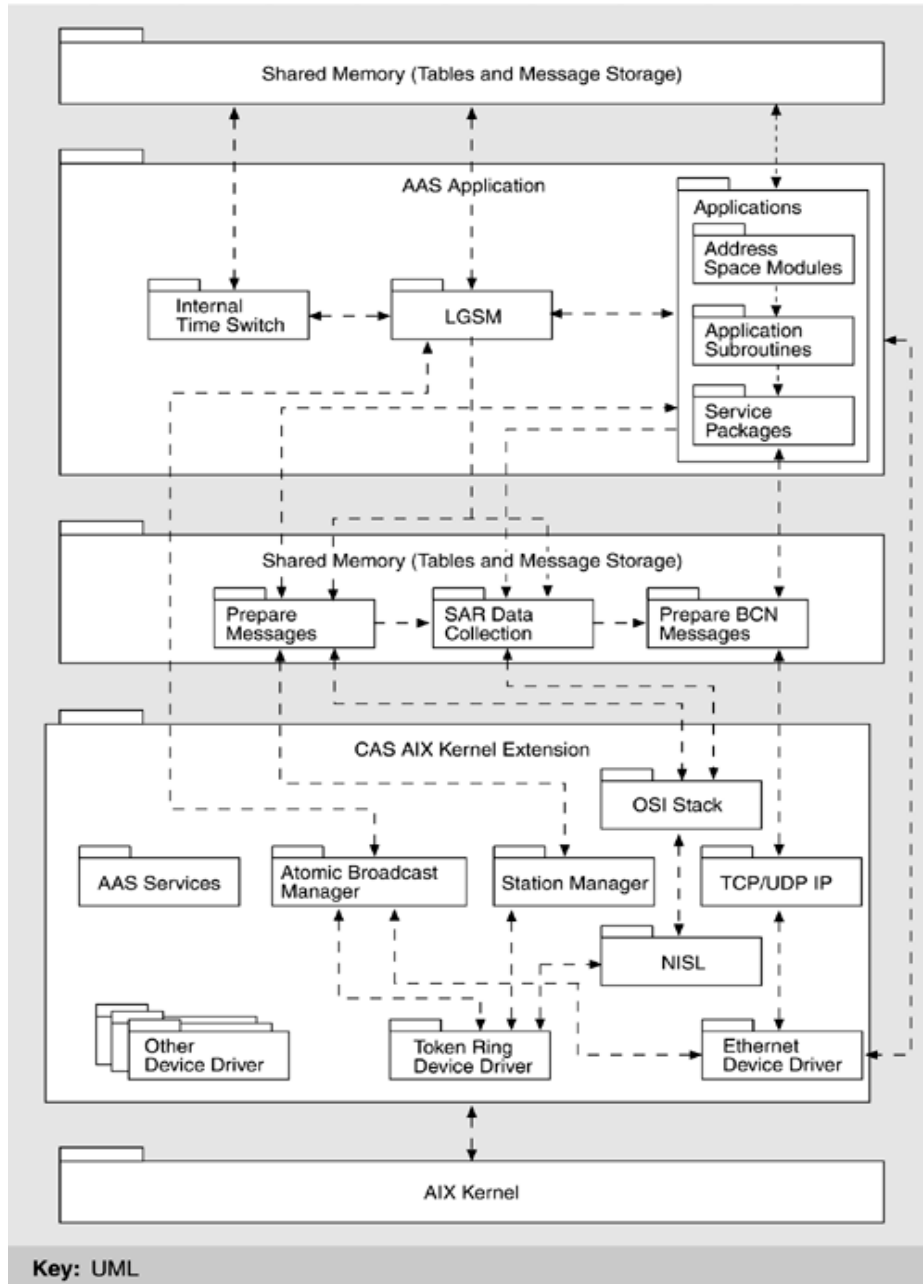 Shared Memory (Tables and Message Storage)
AAS Application
Applications
Address
Space Modules
Internal
Time Switch
LGSM
Application
Subroutines
Service
Packages
Shared Memory (Tables and Message Storage)
Prepare
Messages
SAR Data
Collection
Prepare BCN
Messages
CAS AIX Kernel Extension
OSI Stack
AAS Services
Atomic Broadcast
Manager
Station Manager
TCP/UDP IP
NISL
Other
Device Driver
Token Ring
Device Driver
Ethernet
Device Driver
AIX Kernel
Key: UML